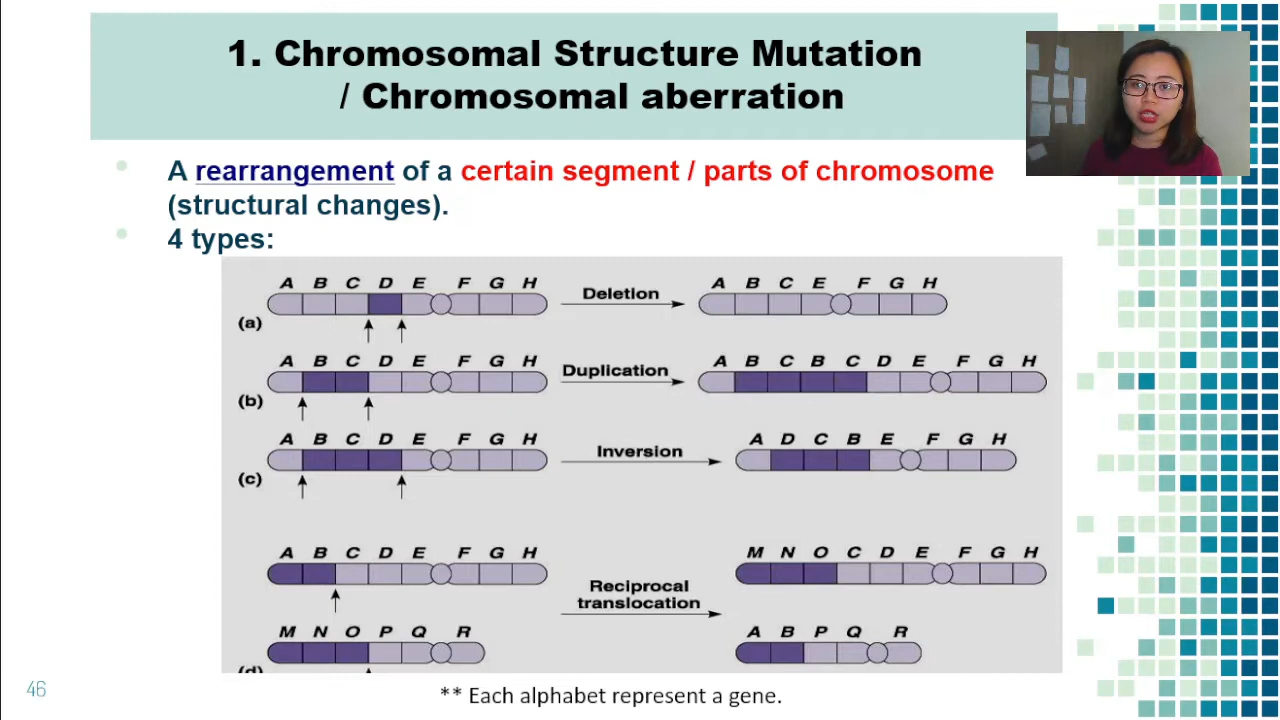 1. Chromosomal Structure Mutation
/ Chromosomal aberration
A rearrangement of a certain segment / parts of chromosome
(structural changes).
4 types:
A B C D E F G H
Deletion
A B C E F G H
(a)
A B C D E F G H
Duplication
A B C B C D E F G H
(b)
A B C D E F G H
Inversion
A D C B E F G H
(c)
A B C D E F G H
Reciprocal
translocation
M N O C D E F G H
M N O P Q R
A B P Q R
(d)
46
** Each alphabet represent a gene.